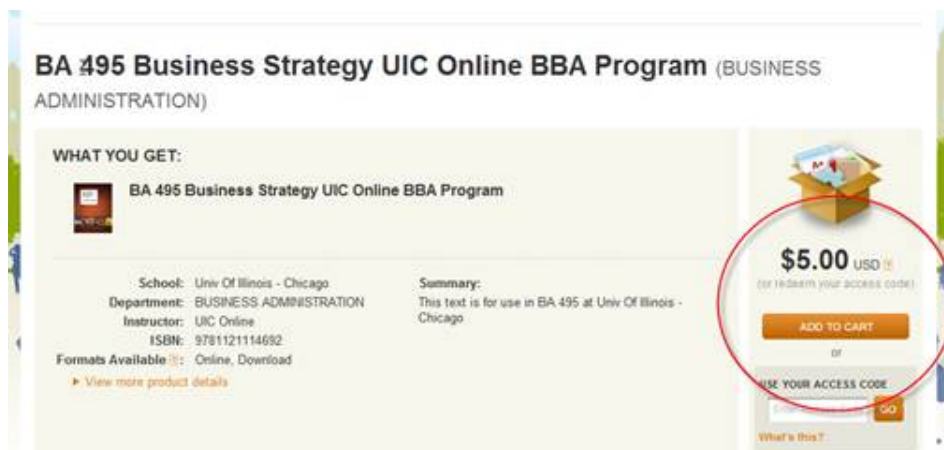 BA 495 Business Strategy UIC Online BBA Program (BUSINESS
ADMINISTRATION)
WHAT YOU GET:
BA 495 Business Strategy UIC Online BBA Program
School: Univ Of Illinois - Chicago
Department: BUSINESS ADMINISTRATION
Instructor: UIC Online
ISBN: 9781121114692
Formats Available ?: Online, Download
▸ View more product details
Summary:
This text is for use in BA 495 at Univ Of Illinois -
Chicago
A+
$5.00 USD ?
(or redeem your access code)
ADD TO CART
or
USE YOUR ACCESS CODE
GO
What's this?